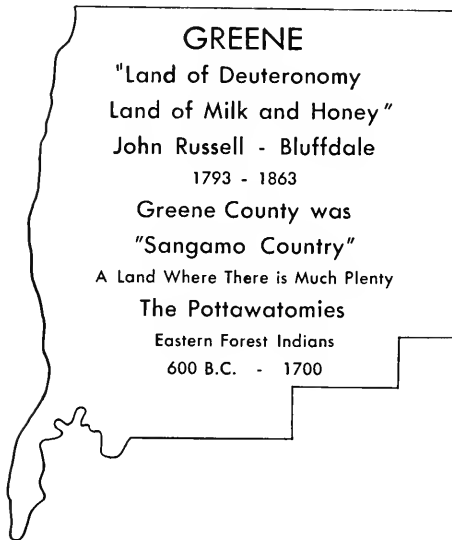 GREENE
"Land of Deuteronomy
Land of Milk and Honey"
John Russell - Bluffdale
1793 - 1863
Greene County was
"Sangamo Country"
A Land Where There is Much Plenty
The Pottawatomies
Eastern Forest Indians
600 B.C. - 1700